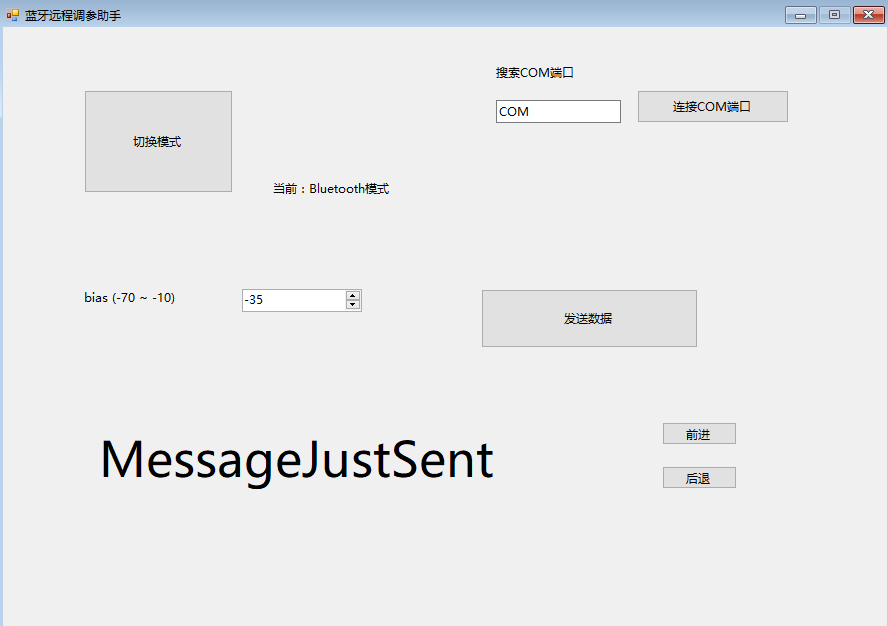 蓝牙远程调参助手
搜索COM端口
COM
连接COM端口
切换模式
当前：Bluetooth模式
bias (-70 ~ -10)
-35
发送数据
前进
MessageJustSent
后退